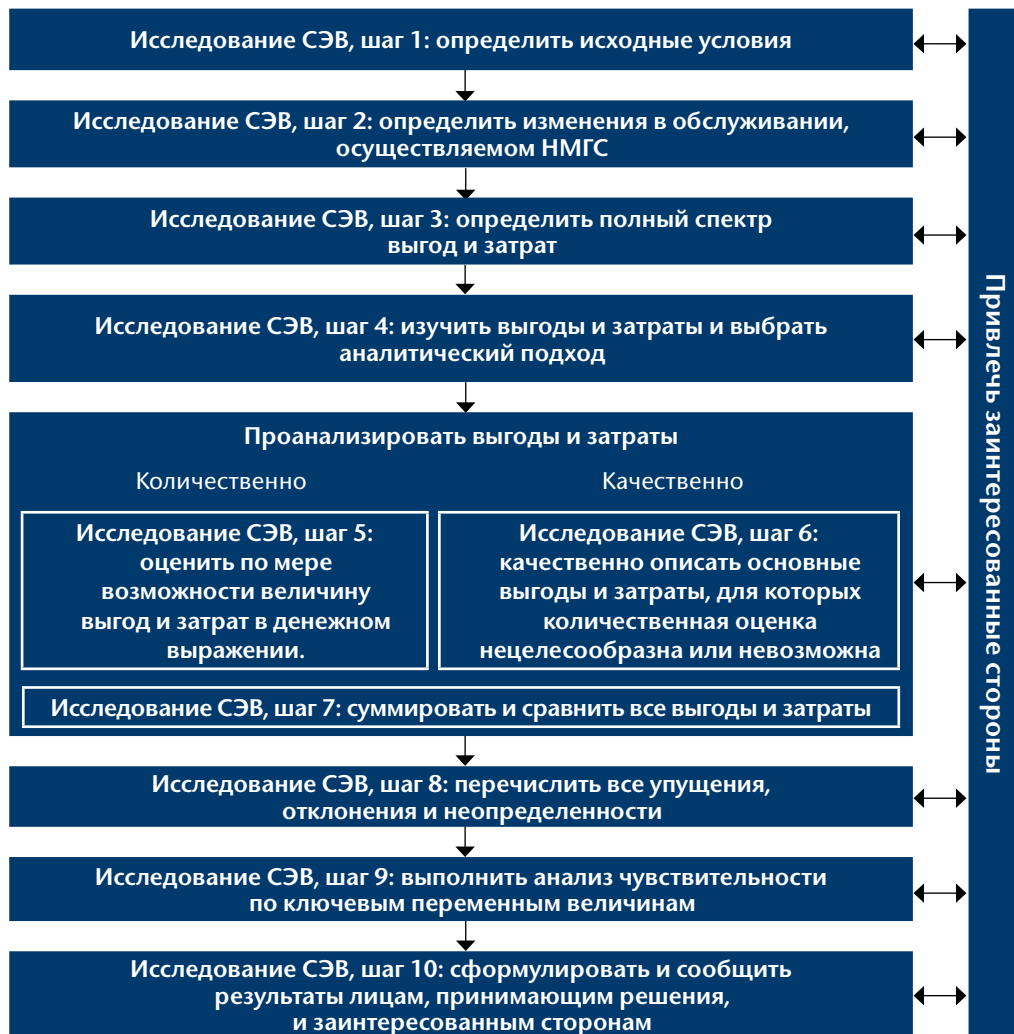 Исследование СЭВ, шаг 1: определить исходные условия
Исследование СЭВ, шаг 2: определить изменения в обслуживании,
осуществляемом НМГС
Исследование СЭВ, шаг 3: определить полный спектр
выгод и затрат
Исследование СЭВ, шаг 4: изучить выгоды и затраты и выбрать
аналитический подход
Проанализировать выгоды и затраты
Количественно
Качественно
Исследование СЭВ, шаг 5:
оценить по мере
возможности величину
выгод и затрат в денежном
выражении.
Исследование СЭВ, шаг 6:
качественно описать основные
выгоды и затраты, для которых
количественная оценка
нецелесообразна или невозможна
Исследование СЭВ, шаг 7: суммировать и сравнить все выгоды и затраты
Исследование СЭВ, шаг 8: перечислить все упущения,
отклонения и неопределенности
Исследование СЭВ, шаг 9: выполнить анализ чувствительности
по ключевым переменным величинам
Исследование СЭВ, шаг 10: сформулировать и сообщить
результаты лицам, принимающим решения,
и заинтересованным сторонам
Привлечь заинтересованные стороны